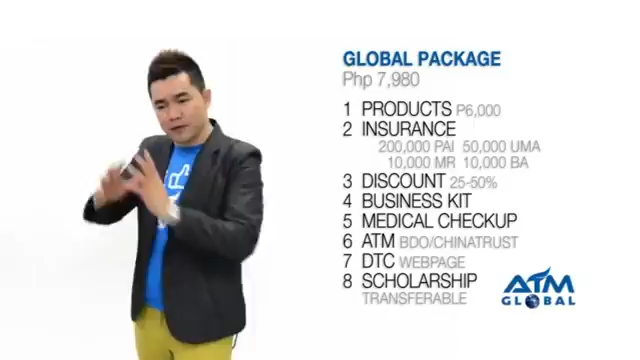 GLOBAL PACKAGE
Php 7,980
1 PRODUCTS P6,000
2 INSURANCE
200,000 PAI 50,000 UMA
10,000 MR 10,000 BA
3 DISCOUNT 25-50%
4 BUSINESS KIT
5 MEDICAL CHECKUP
6 ATM BDO/CHINATRUST
7 DTC WEBPAGE
8 SCHOLARSHIP
TRANSFERABLE
ATM
GLOBAL